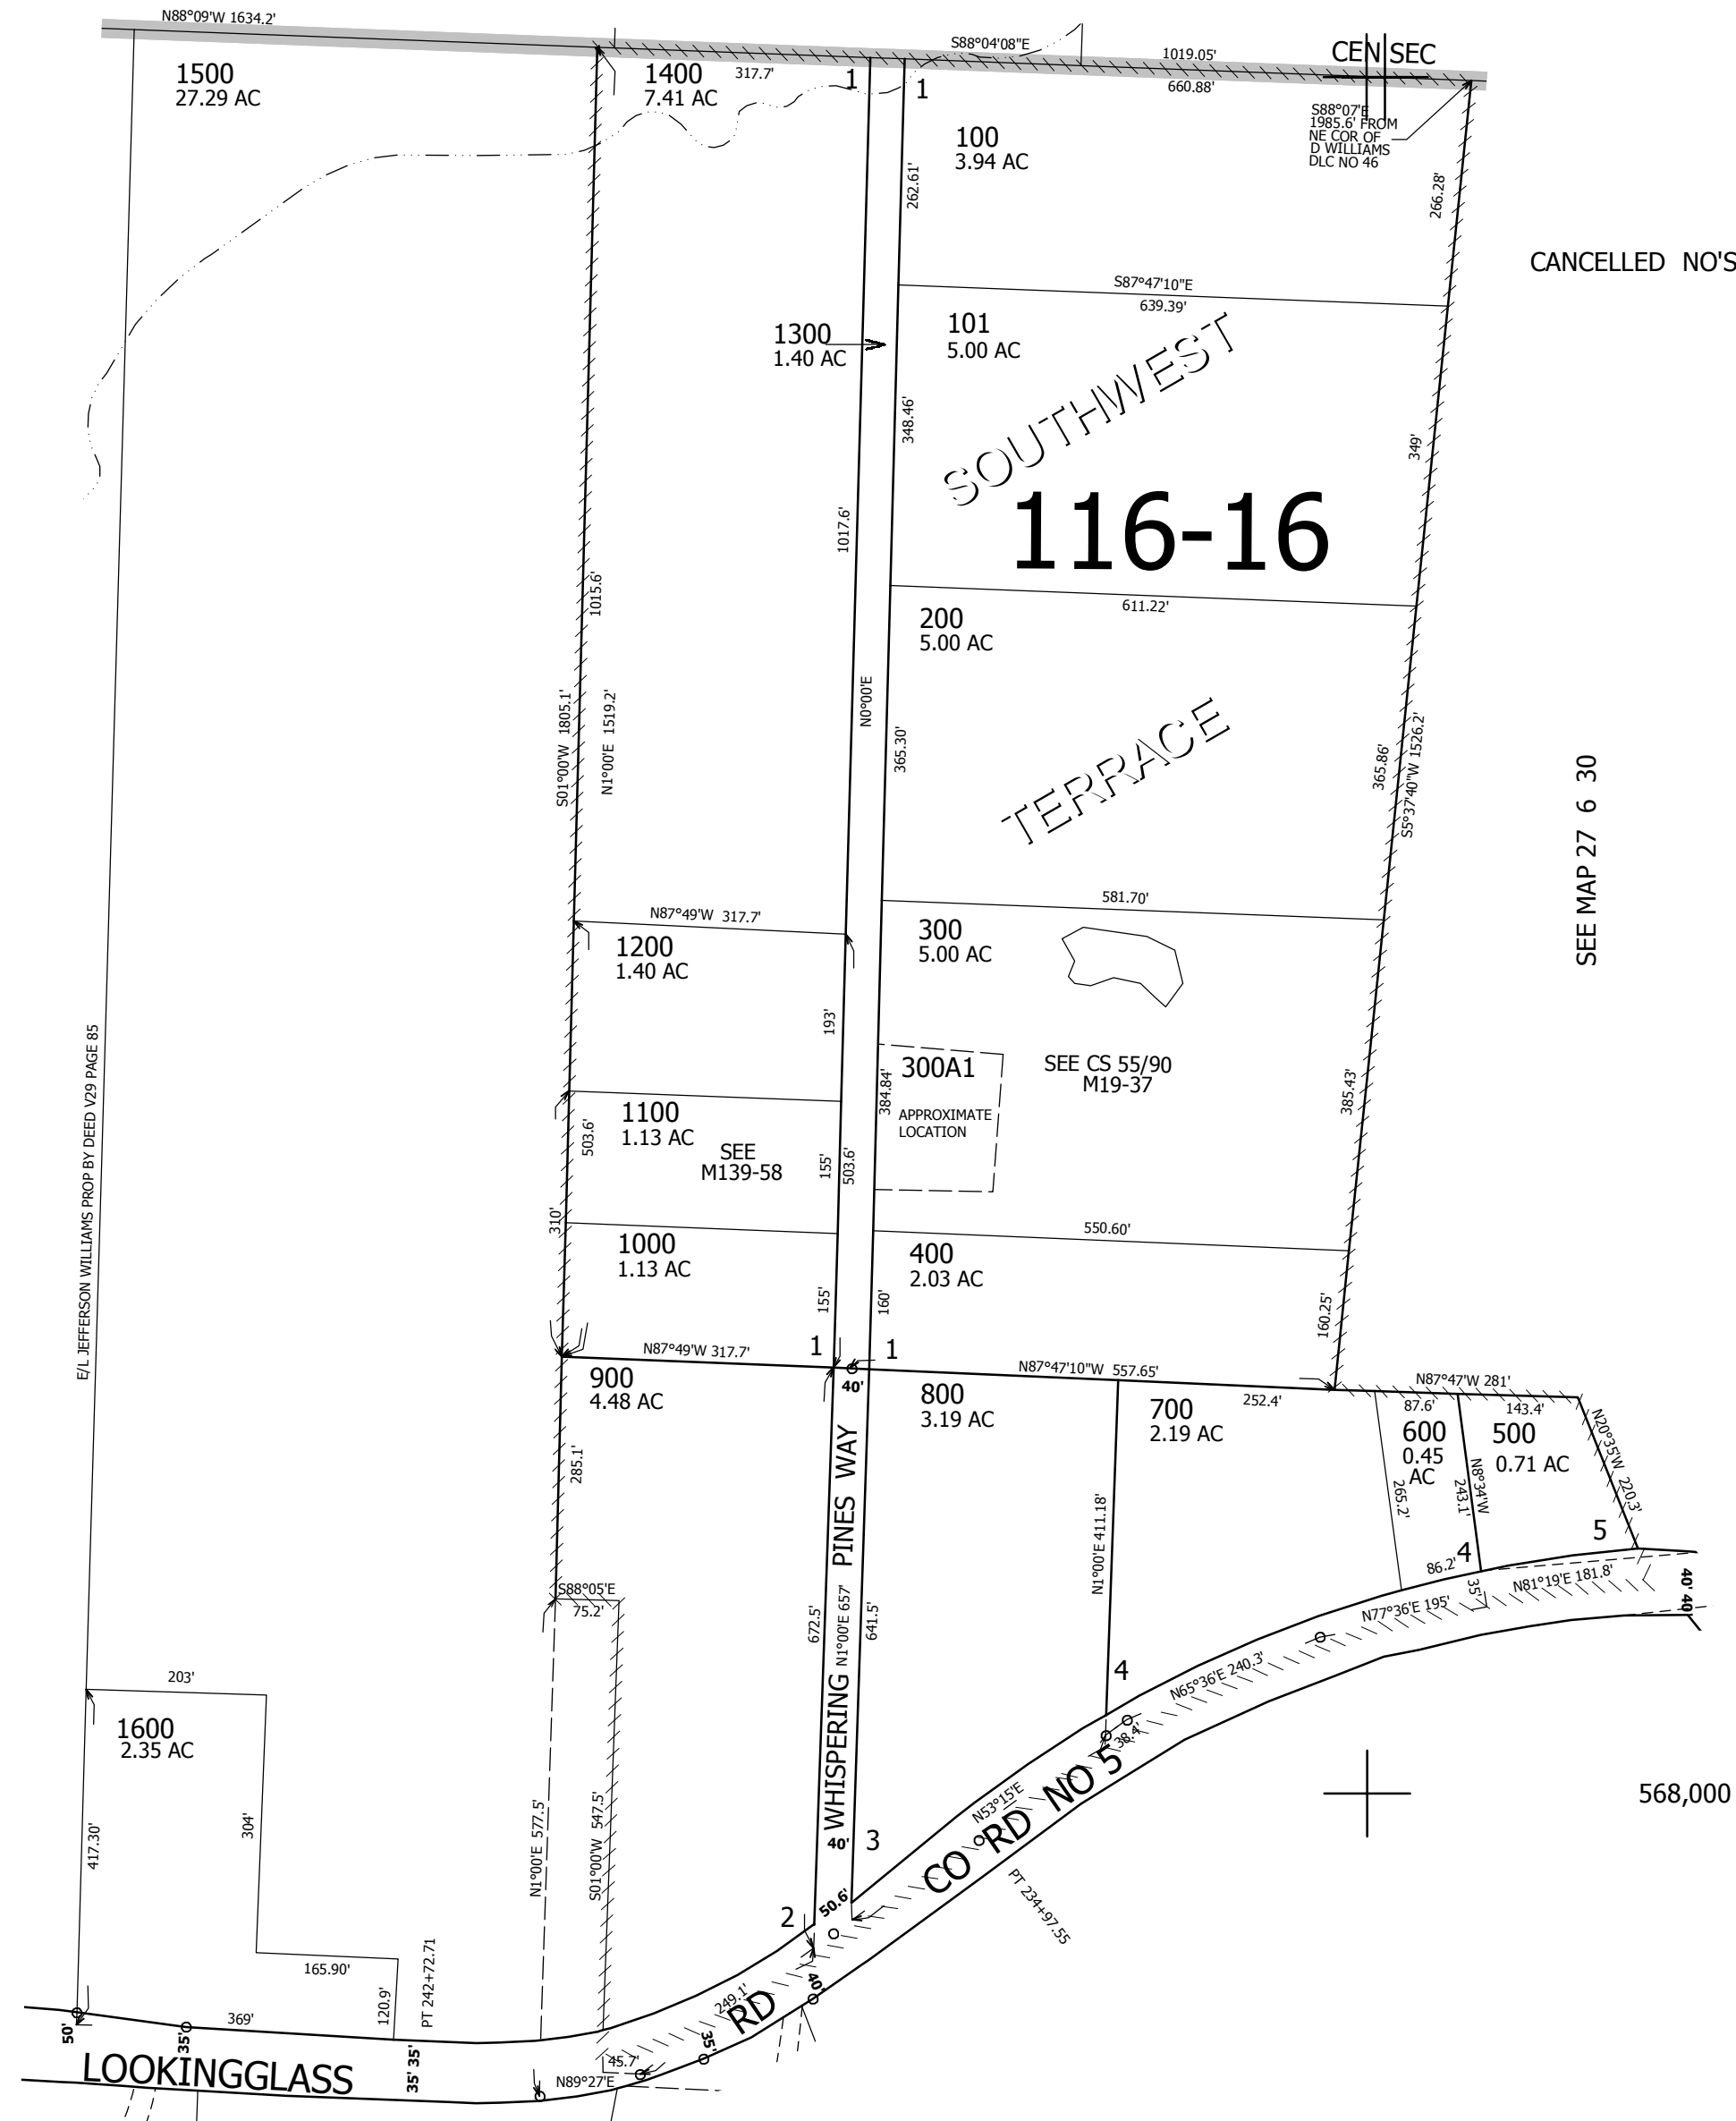 N88°09'W 1634.2'
S88°04'08"E
1019.05'
CEN SEC
1500
27.29 AC
1400
7.41 AC
317.7'
1
1
660.88'
S88°07'E
1985.6' FROM
NE COR OF
D WILLIAMS
DLC NO 46
100
3.94 AC
262.61'
266.28'
CANCELLED NO'S
S87°47'10"E
639.39'
1300
1.40 AC
101
5.00 AC
SOUTHWEST
348.46'
349'
116-16
1017.6'
1015.6'
611.22'
200
5.00 AC
N0°00'E
S01°00'W 1805.1'
N1°00'E 1519.2'
365.30'
TERRACE
365.86'
S5°37'40"W 1526.2'
SEE MAP 27 6 30
581.70'
N87°49'W 317.7'
1200
1.40 AC
300
5.00 AC
193'
300A1
APPROXIMATE
LOCATION
SEE CS 55/90
M19-37
384.84'
385.43'
E/L JEFFERSON WILLIAMS PROP BY DEED V29 PAGE 85
1100
1.13 AC
SEE
M139-58
503.6'
155'
503.6'
310'
550.60'
1000
1.13 AC
400
2.03 AC
155'
160'
160.25'
N87°49'W 317.7'
1
1
40'
N87°47'10"W 557.65'
252.4'
N87°47'W 281'
87.6'
143.4'
900
4.48 AC
800
3.19 AC
700
2.19 AC
600
0.45
AC
500
0.71 AC
N20°35'W 220.3'
N8°34'W
243.1'
265.2'
285.1'
N1°00'E 411.18'
5
4
86.2'
35'
N81°19'E 181.8'
40' 40'
N77°36'E 195'
S88°05'E
75.2'
WHISPERING PINES WAY
672.5'
N1°00'E 657'
641.5'
4
N65°36'E 240.3'
203'
1600
2.35 AC
38.4'
304'
417.30'
N1°00'E 577.5'
S01°00'W 547.5'
N53°15'E
CO RD NO 5
568,000
40'
3
50.6'
2
PT 234+97.55
165.90'
120.9'
PT 242+72.71
40'
249.1'
RD
369'
50'
35'
35' 35'
35'
45.7'
N89°27'E
LOOKINGGLASS